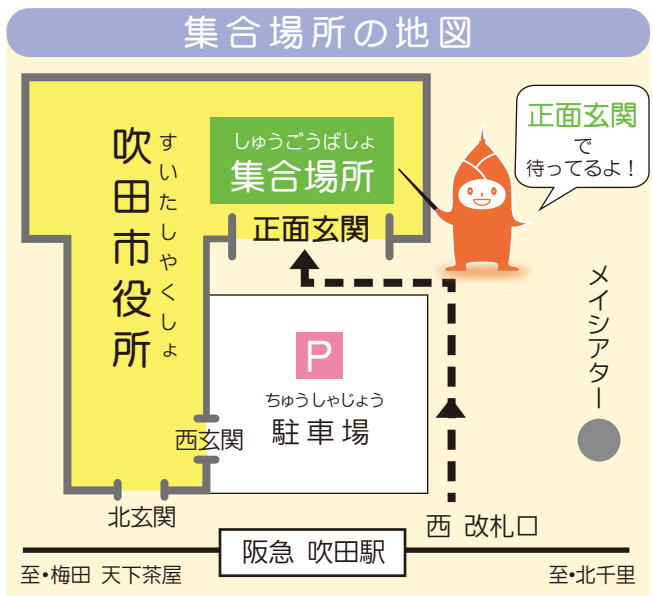 集合場所の地図
正面玄関
で
待ってるよ！
しゅうごうばしょ
集合場所
正面玄関
吹田市役所
すいたしやくしょ
メイシアター
P
ちゅうしゃじょう
駐車場
西玄関
北玄関
西 改札口
阪急 吹田駅
至・梅田 天下茶屋
至・北千里